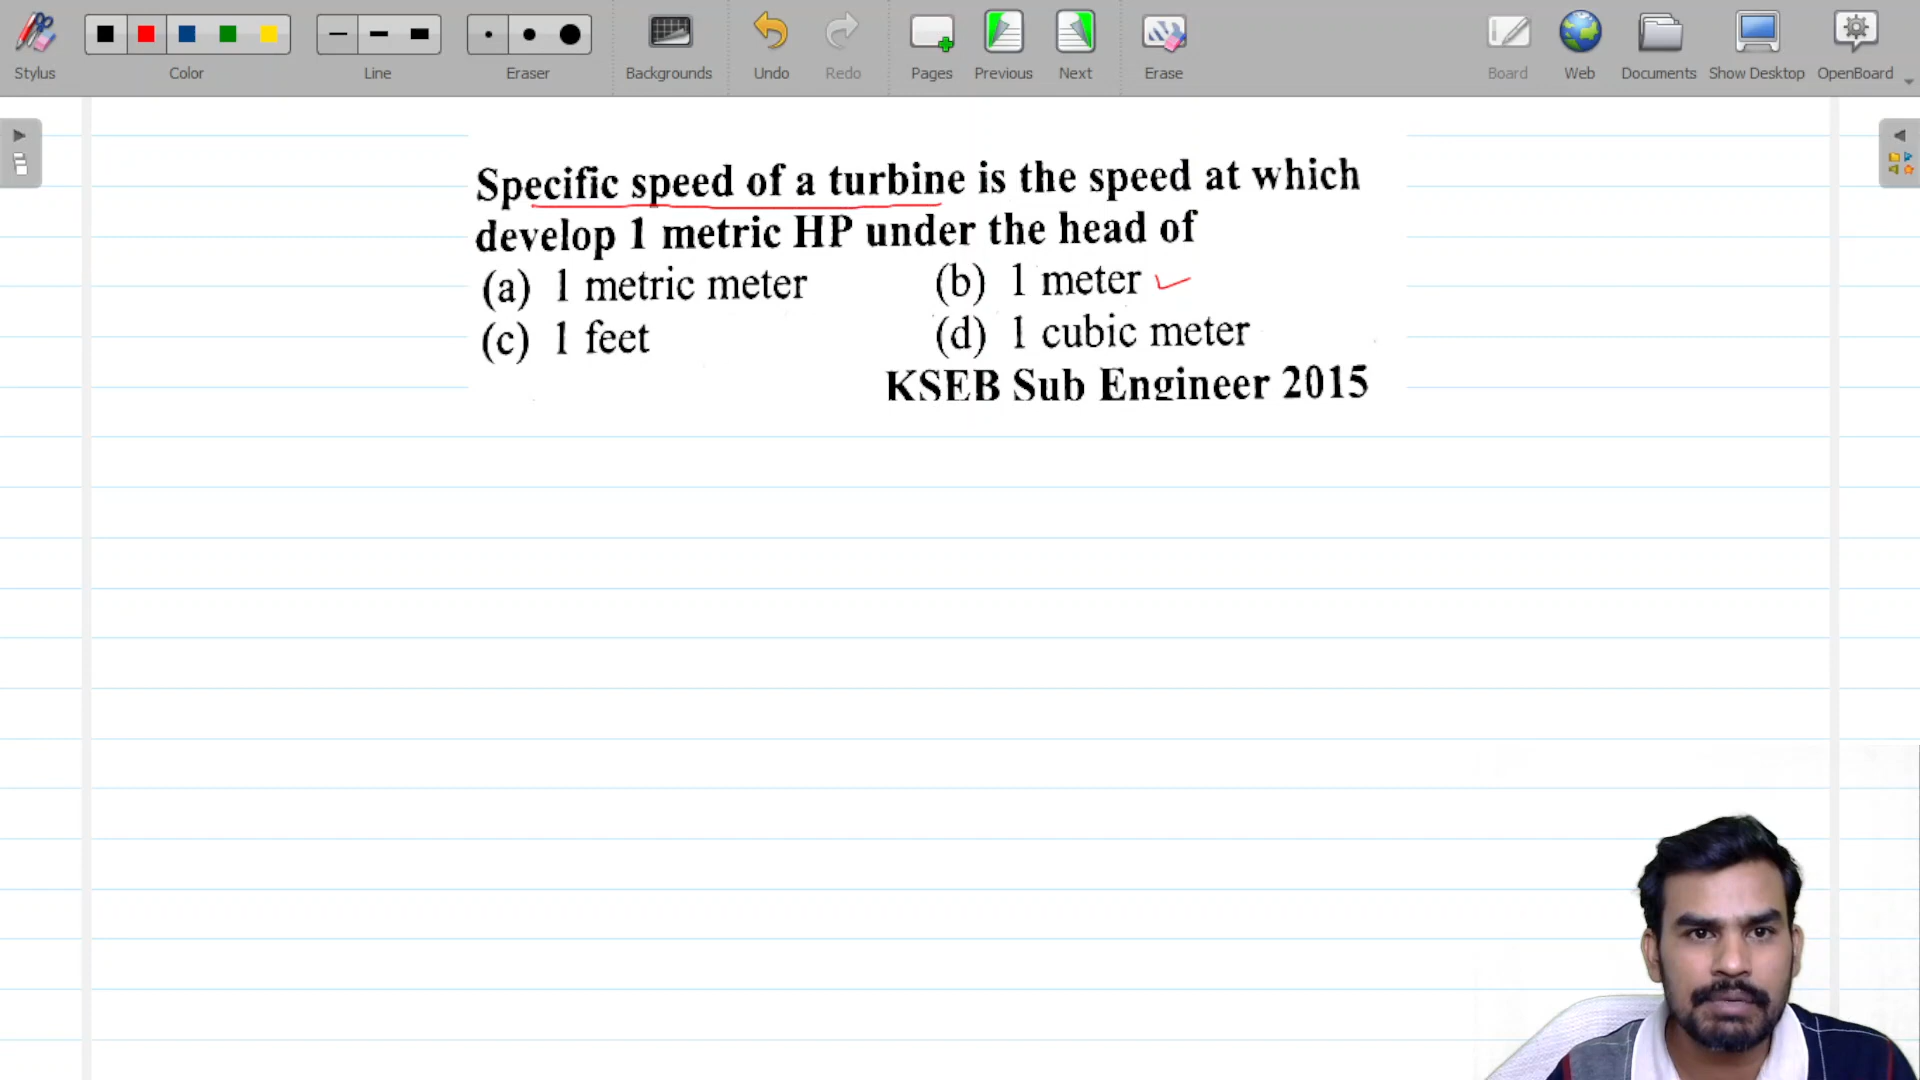 Stylus
Color
Line
Eraser
Backgrounds
Undo
Redo
Pages
Previous
Next
Erase
Board
Web
Documents
Show Desktop
OpenBoard
Specific speed of a turbine is the speed at which
develop 1 metric HP under the head of
(a) 1 metric meter (b) 1 meter
(c) 1 feet (d) 1 cubic meter
KSEB Sub Engineer 2015